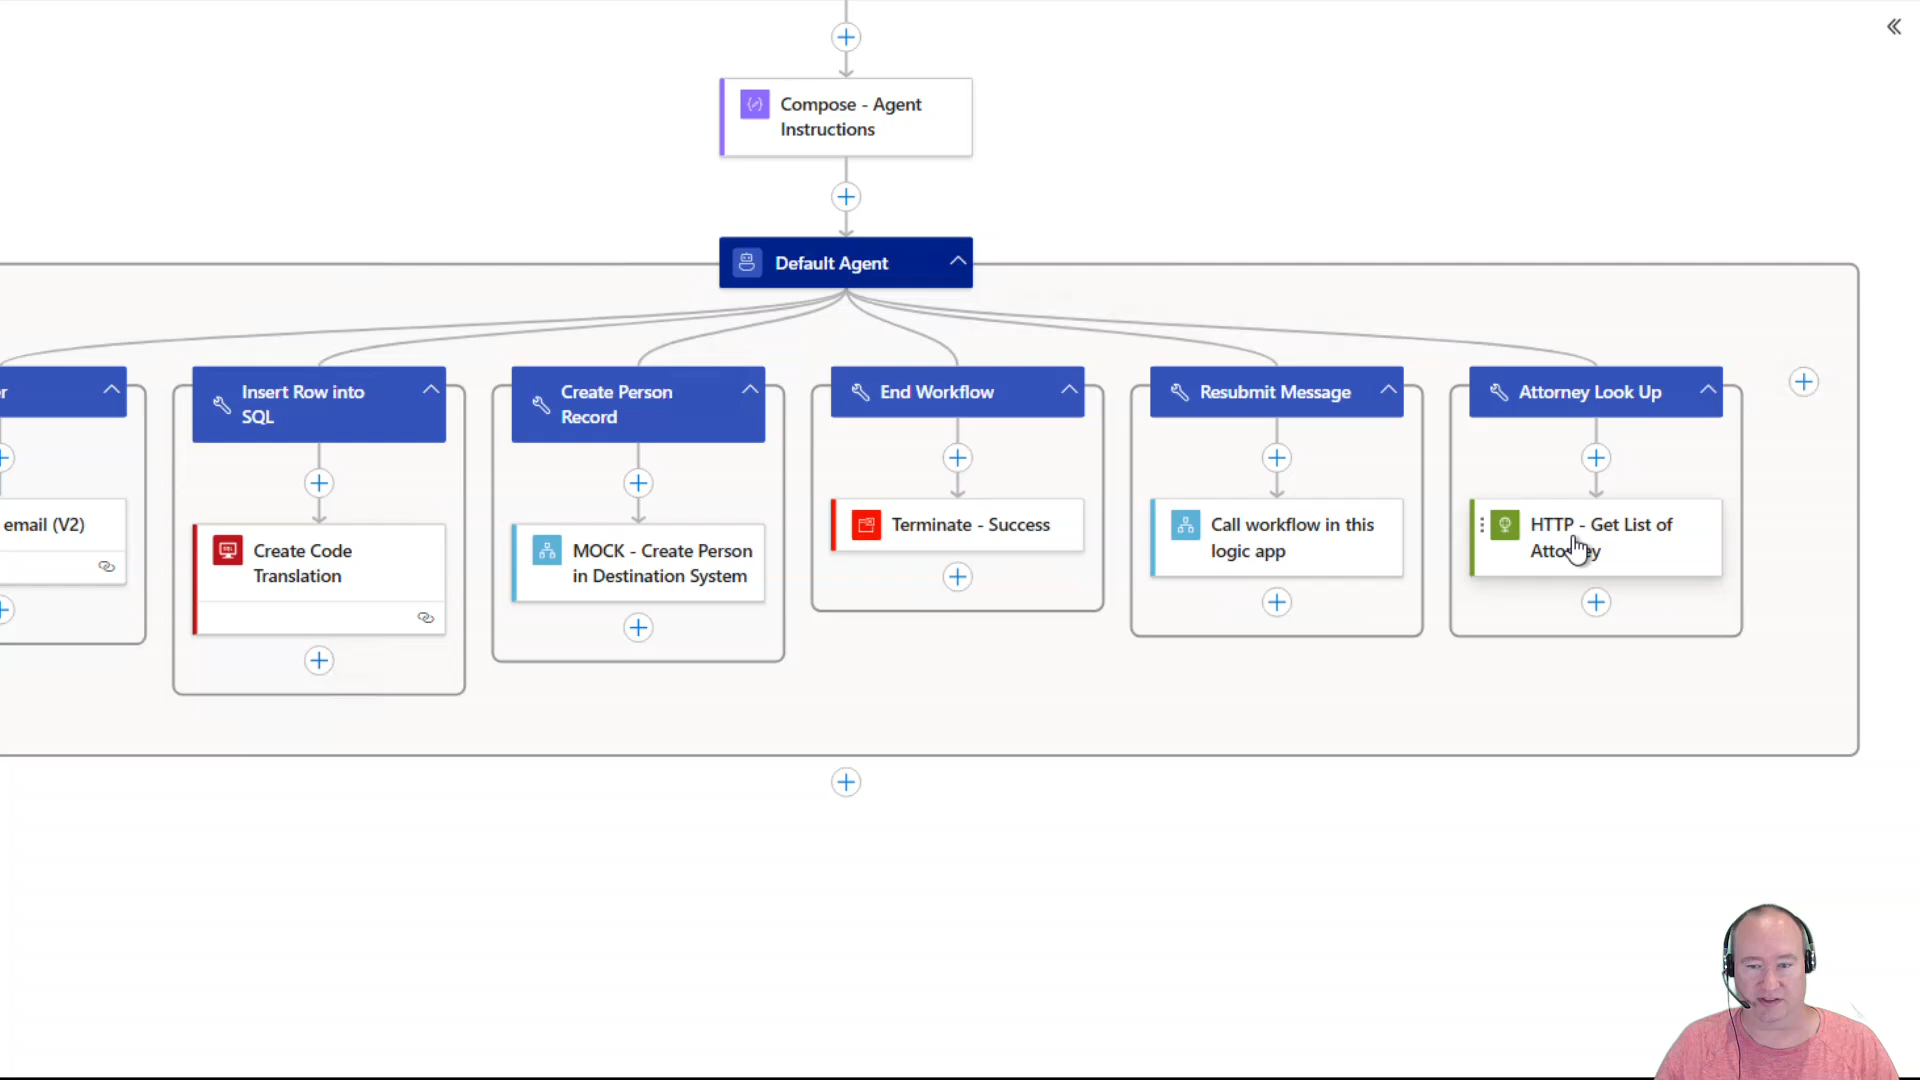 Compose - Agent
Instructions
Default Agent
r
Insert Row into
SQL
Create Person
Record
End Workflow
Resubmit Message
Attorney Look Up
email (V2)
Create Code
Translation
MOCK - Create Person
in Destination System
Terminate - Success
Call workflow in this
logic app
HTTP - Get List of
Attorney